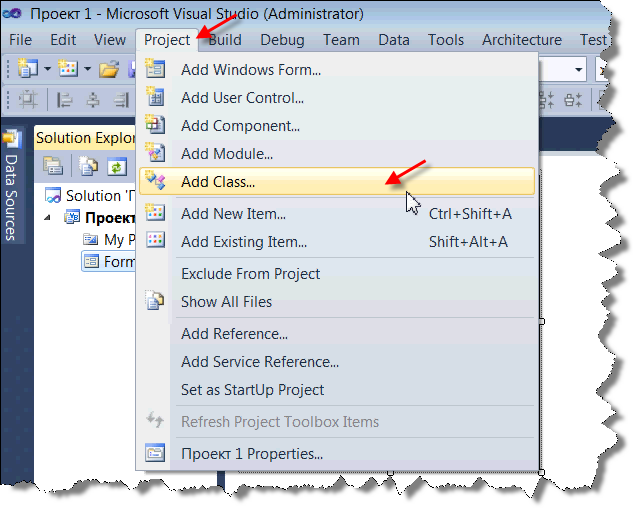 Проект 1 - Microsoft Visual Studio (Administrator)
File Edit View Project Build Debug Team Data Tools Architecture Test
Add Windows Form...
Add User Control...
Add Component...
Add Module...
Add Class...
Add New Item... Ctrl+Shift+A
Add Existing Item... Shift+Alt+A
Exclude From Project
Show All Files
Add Reference...
Add Service Reference...
Set as StartUp Project
Refresh Project Toolbox Items
Проект 1 Properties...
Data Sources
Solution Explor
Solution 'П
Проект
My P
Form